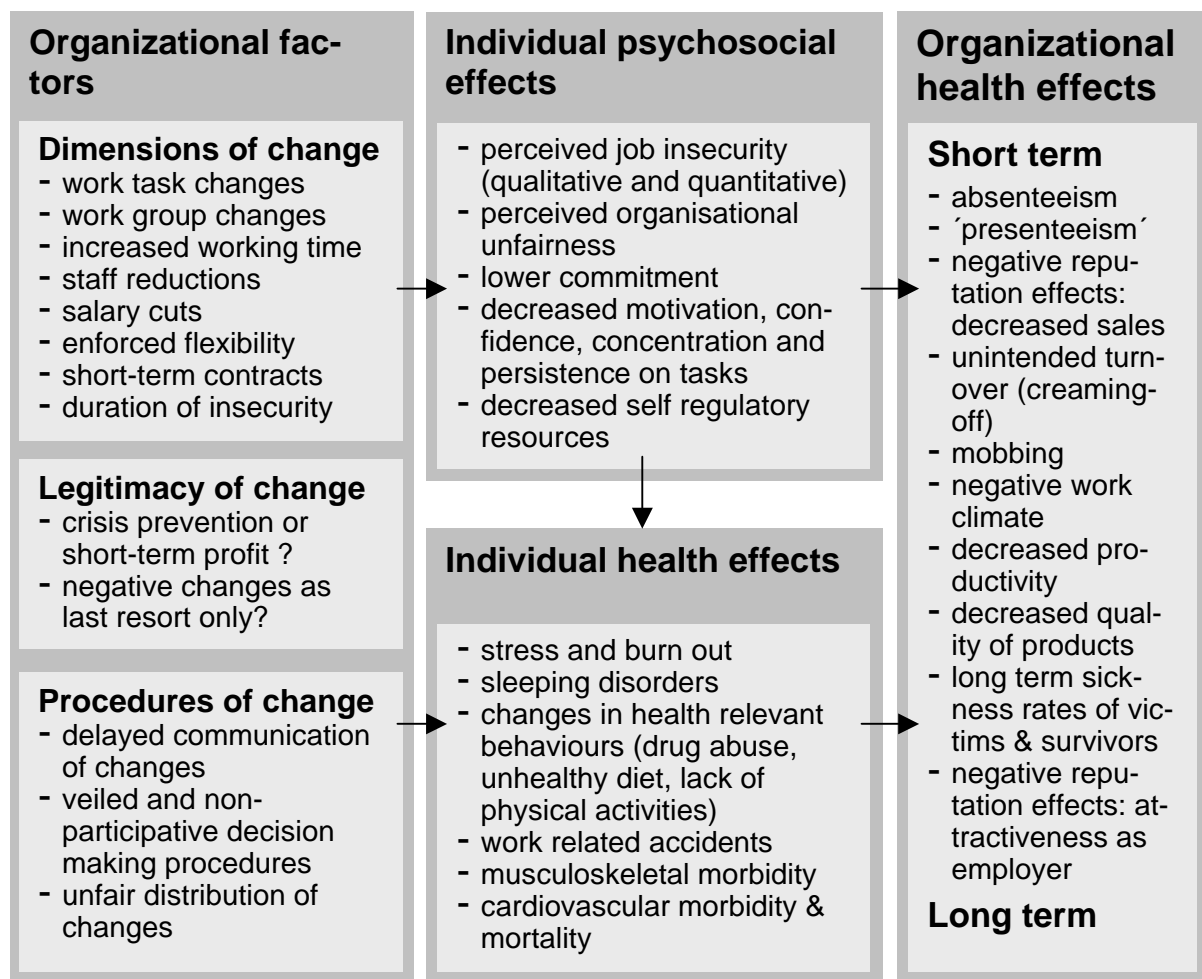 Organizational fac-
tors
Dimensions of change
- work task changes
- work group changes
- increased working time
- staff reductions
- salary cuts
- enforced flexibility
- short-term contracts
- duration of insecurity
Legitimacy of change
- crisis prevention or
short-term profit ?
- negative changes as
last resort only?
Procedures of change
- delayed communication
of changes
- veiled and non-
participative decision
making procedures
- unfair distribution of
changes
Individual psychosocial
effects
- perceived job insecurity
(qualitative and quantitative)
- perceived organisational
unfairness
- lower commitment
- decreased motivation, con-
fidence, concentration and
persistence on tasks
- decreased self regulatory
resources
Individual health effects
- stress and burn out
- sleeping disorders
- changes in health relevant
behaviours (drug abuse,
unhealthy diet, lack of
physical activities)
- work related accidents
- musculoskeletal morbidity
- cardiovascular morbidity &
mortality
Organizational
health effects
Short term
- absenteeism
- ´presenteeism´
- negative repu-
tation effects:
decreased sales
- unintended turn-
over (creaming-
off)
- mobbing
- negative work
climate
- decreased pro-
ductivity
- decreased qual-
ity of products
- long term sick-
ness rates of vic-
tims & survivors
- negative repu-
tation effects: at-
tractiveness as
employer
Long term